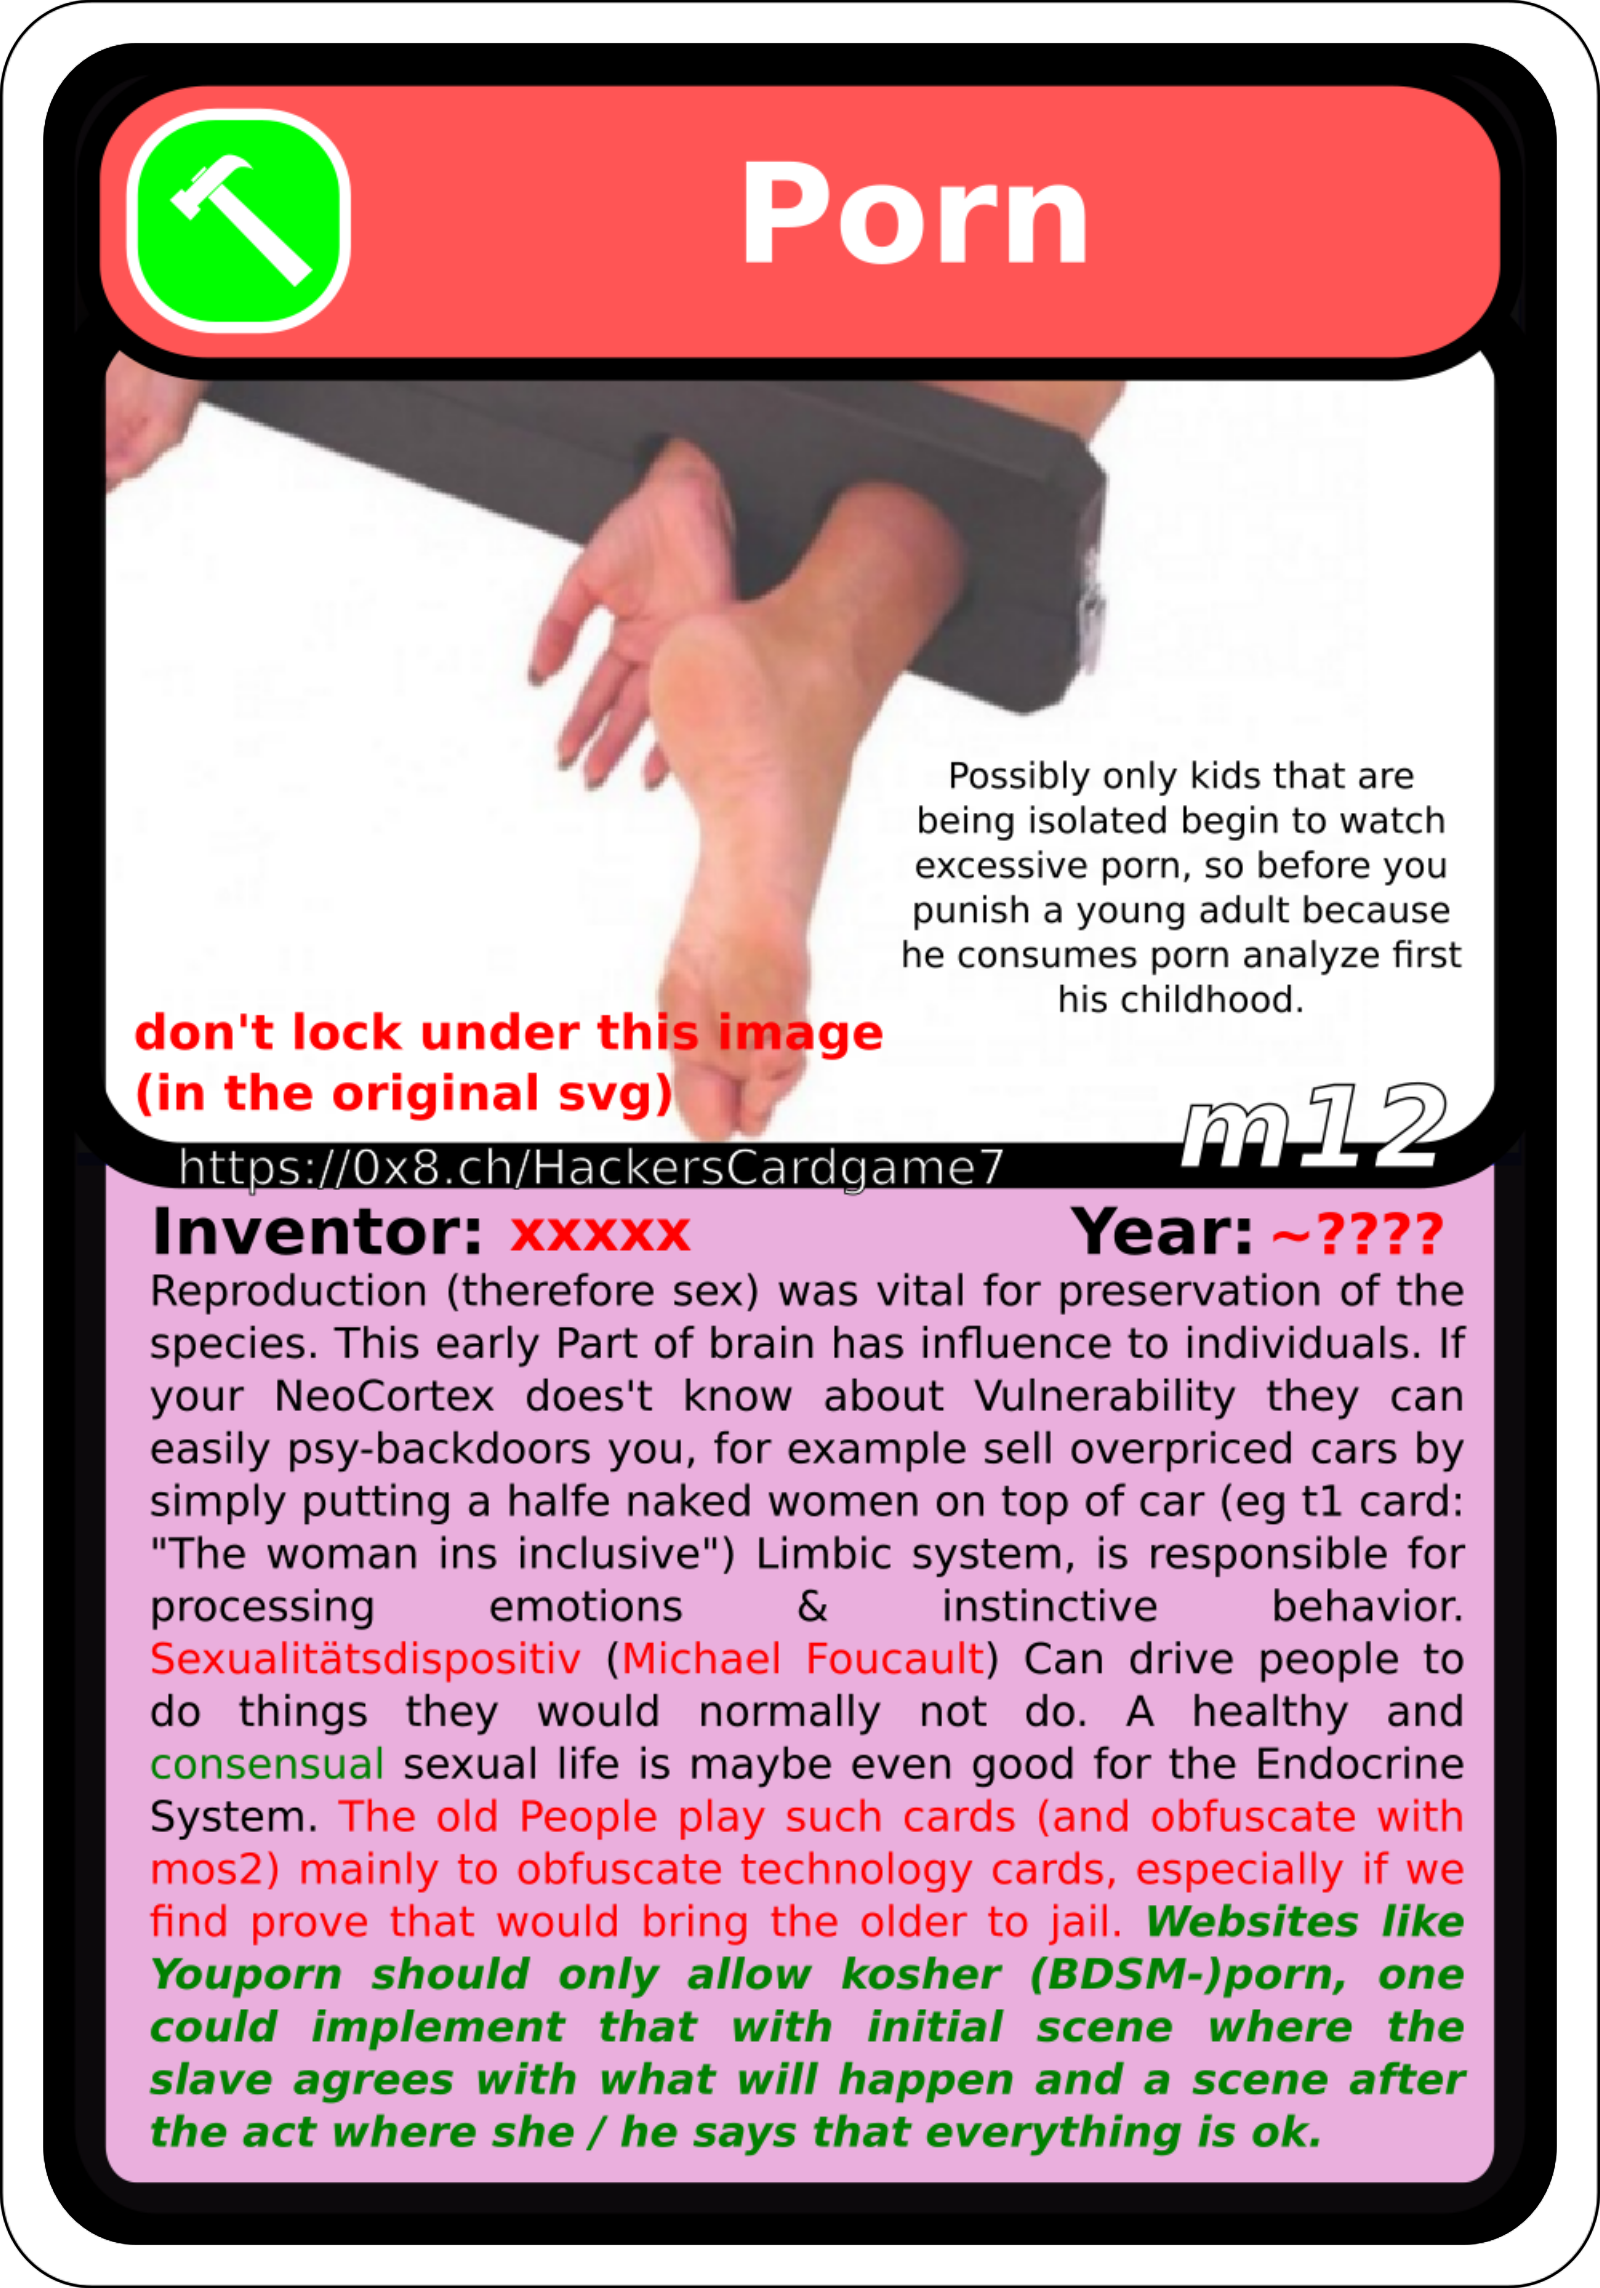 Porn
Possibly only kids that are
being isolated begin to watch
excessive porn, so before you
punish a young adult because
he consumes porn analyze first
his childhood.
don't lock under this image
(in the original svg)
m12
https://0x8.ch/HackersCardgame7
Inventor: xxxxx Year: ~????
Reproduction (therefore sex) was vital for preservation of the
species. This early Part of brain has influence to individuals. If
your NeoCortex does't know about Vulnerability they can
easily psy-backdoors you, for example sell overpriced cars by
simply putting a halfe naked women on top of car (eg t1 card:
"The woman ins inclusive") Limbic system, is responsible for
processing emotions & instinctive behavior.
Sexualitätsdispositiv (Michael Foucault) Can drive people to
do things they would normally not do. A healthy and
consensual sexual life is maybe even good for the Endocrine
System. The old People play such cards (and obfuscate with
mos2) mainly to obfuscate technology cards, especially if we
find prove that would bring the older to jail. Websites like
Youporn should only allow kosher (BDSM-)porn, one
could implement that with initial scene where the
slave agrees with what will happen and a scene after
the act where she / he says that everything is ok.